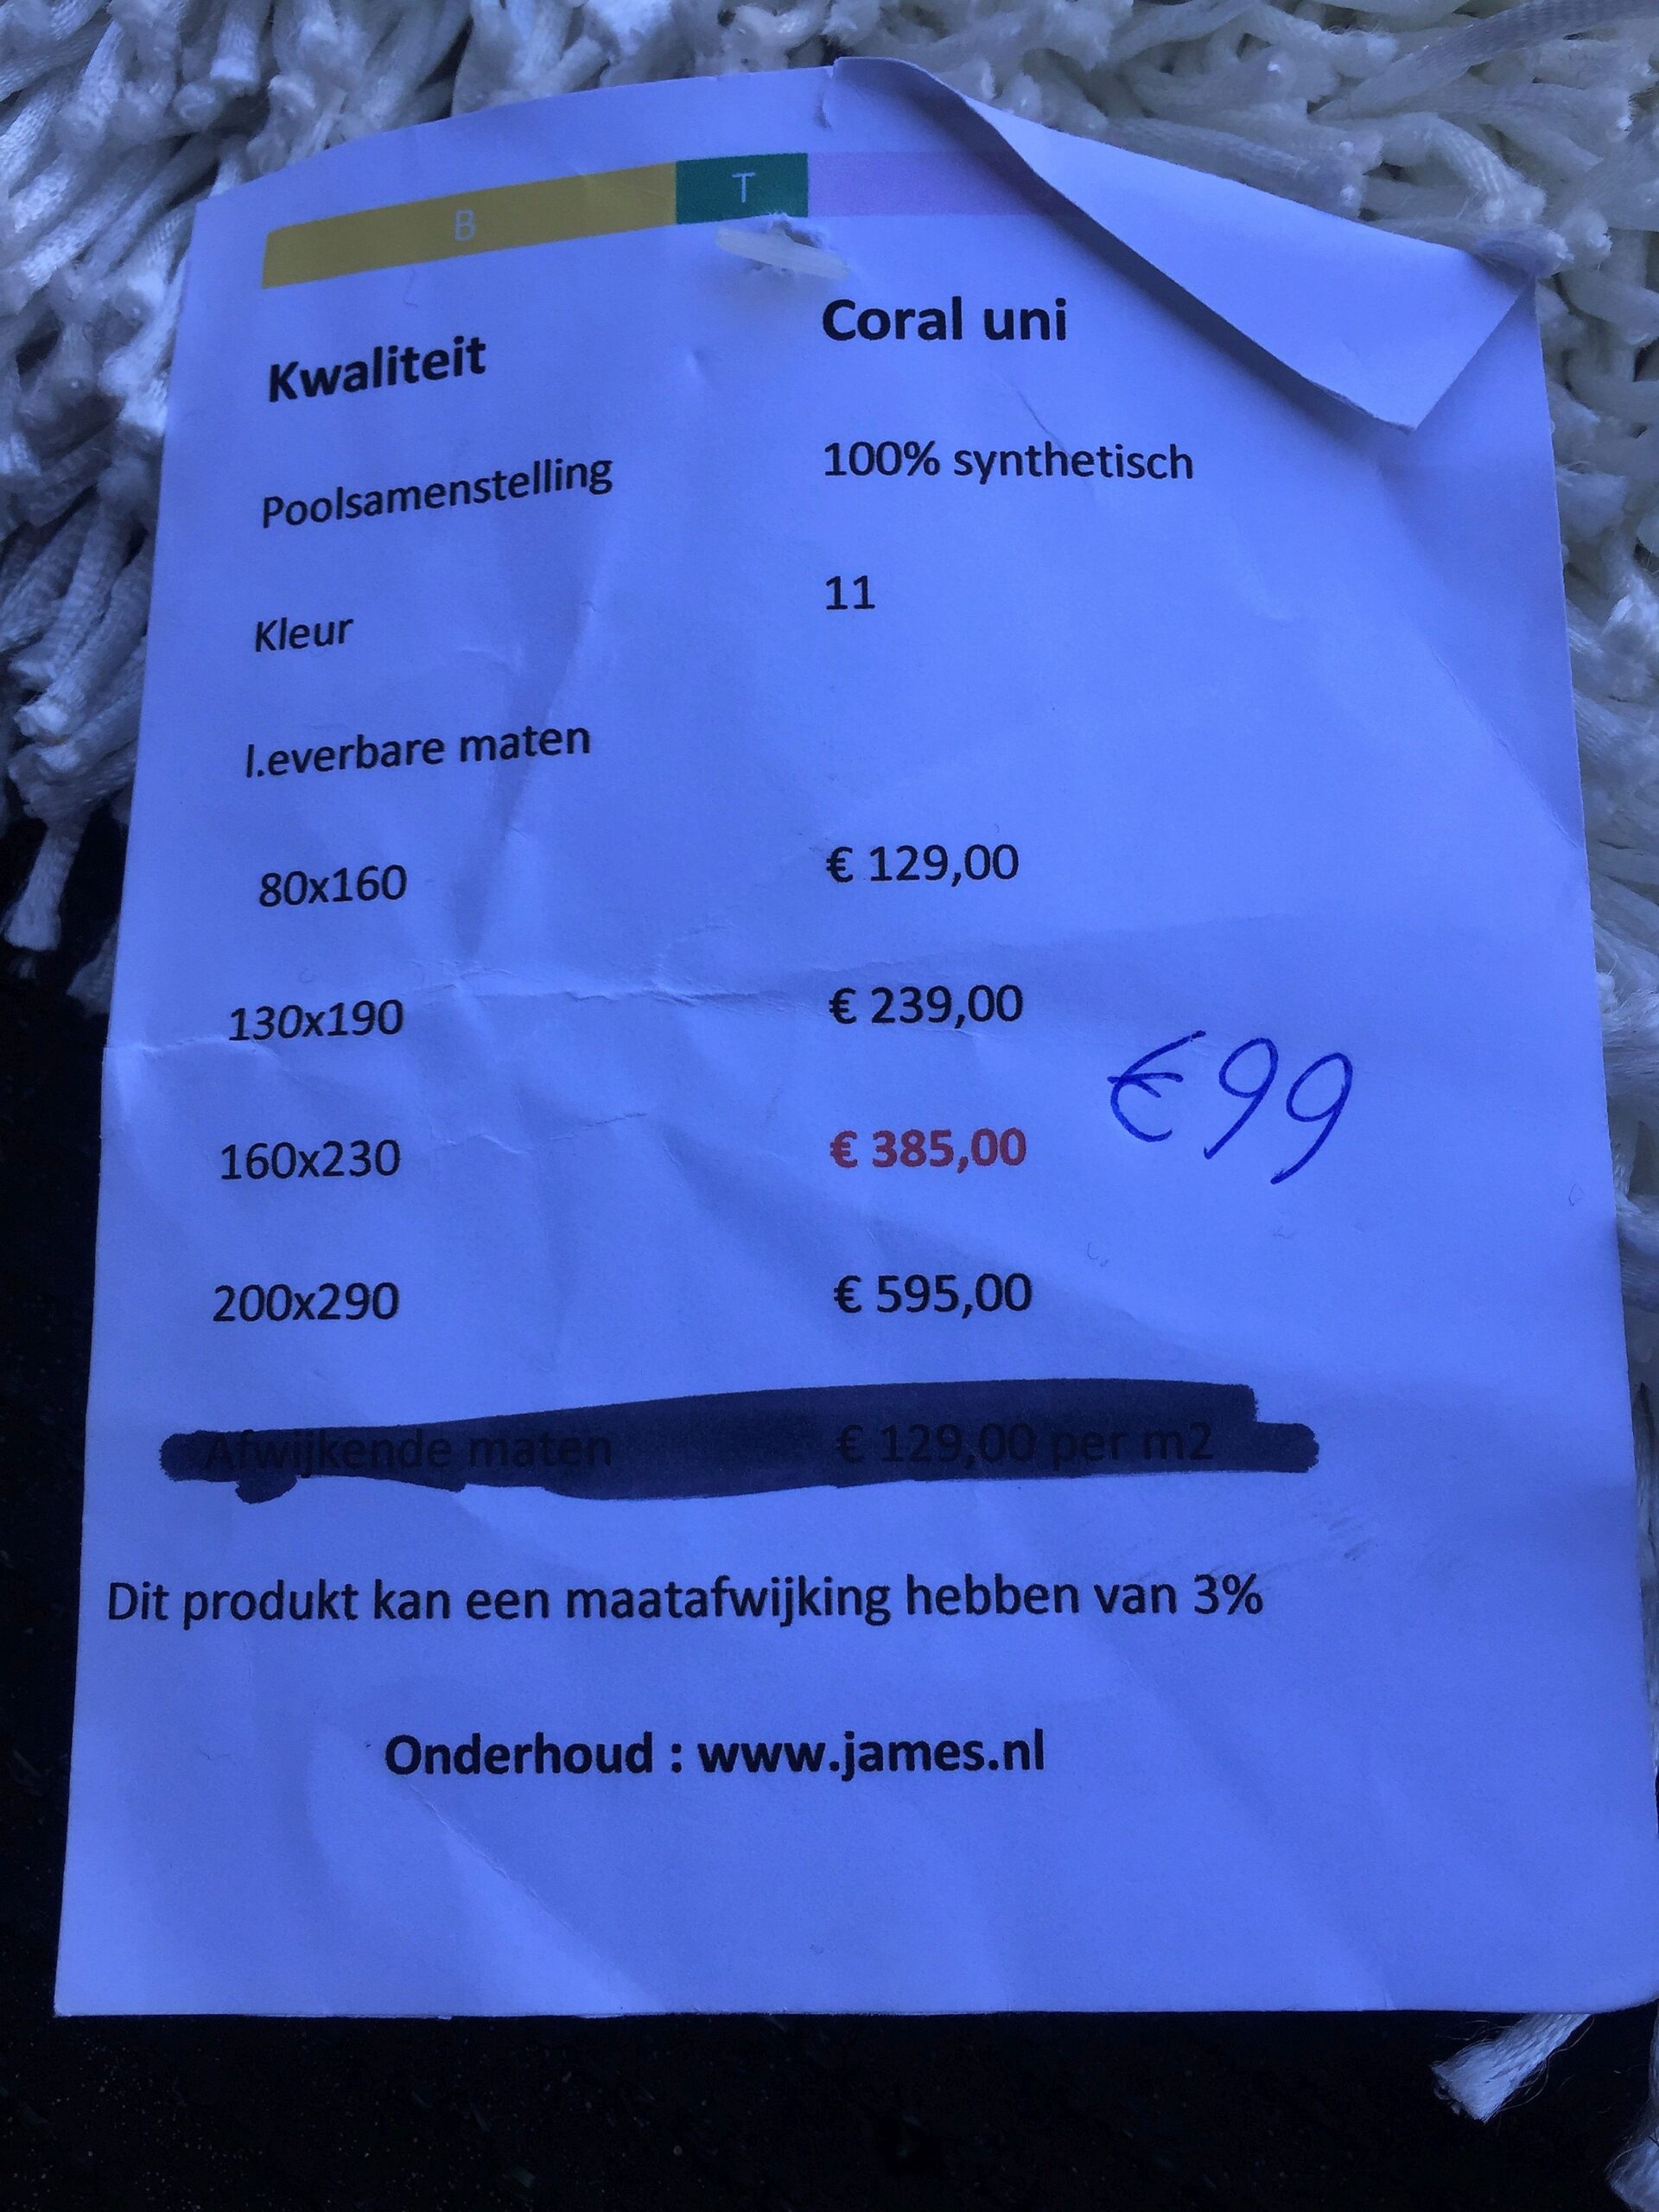 B T
Kwaliteit Coral uni
Poolsamenstelling 100% synthetisch
Kleur 11
Leverbare maten
80x160 € 129,00
130x190 € 239,00
€99
160x230 € 385,00
200x290 € 595,00
Afwijkende maten € 129,00 per m2
Dit produkt kan een maatafwijking hebben van 3%
Onderhoud : www.james.nl